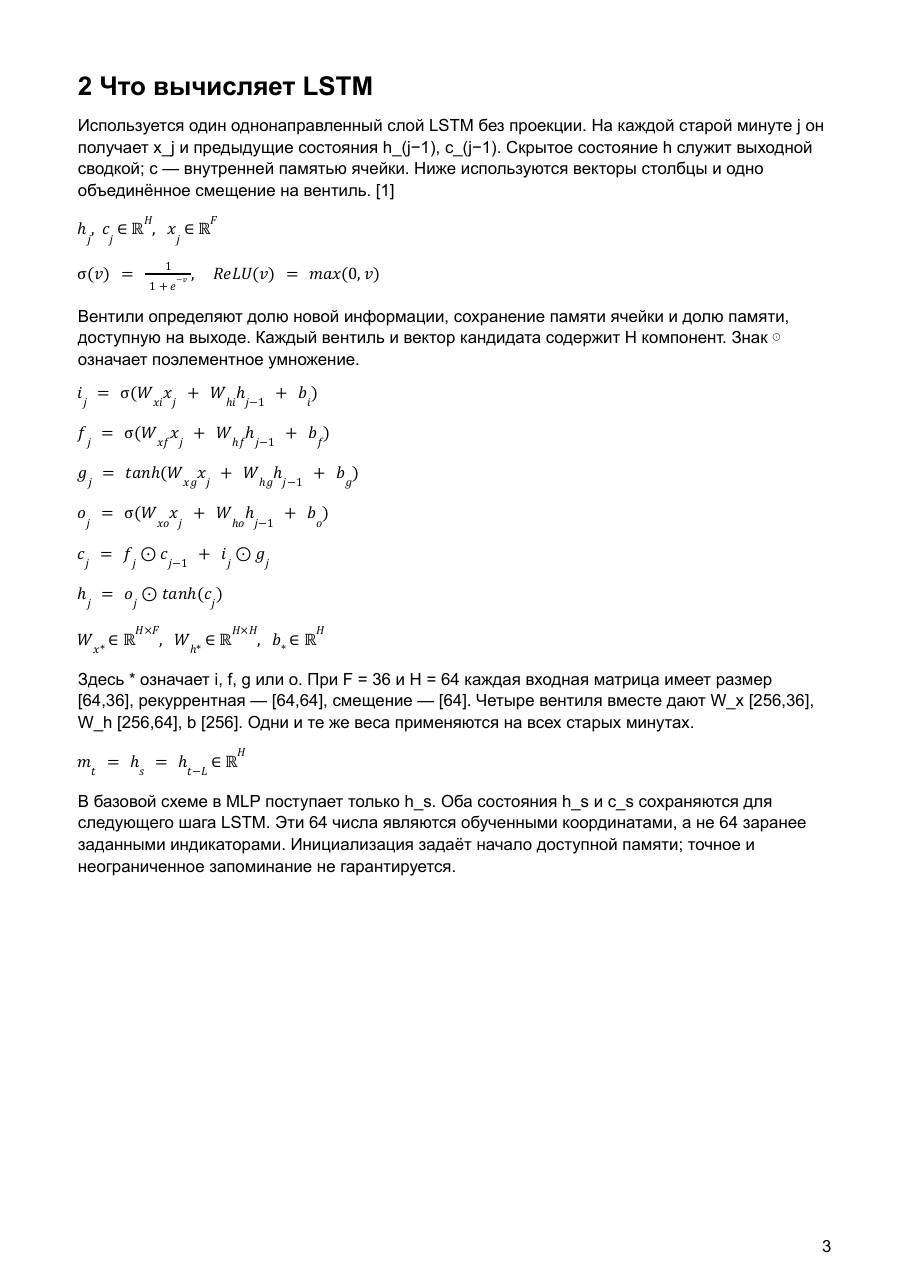 2 Что вычисляет LSTM
Используется один однонаправленный слой LSTM без проекции. На каждой старой минуте j он
получает x_j и предыдущие состояния h_(j−1), c_(j−1). Скрытое состояние h служит выходной
сводкой; c — внутренней памятью ячейки. Ниже используются векторы столбцы и одно
объединённое смещение на вентиль. [1]
h_j, c_j ∈ ℝ^H, x_j ∈ ℝ^F
σ(v) = 1/(1 + e^−v), ReLU(v) = max(0, v)
Вентили определяют долю новой информации, сохранение памяти ячейки и долю памяти,
доступную на выходе. Каждый вентиль и вектор кандидата содержит H компонент. Знак ⊙
означает поэлементное умножение.
i_j = σ(W_xi x_j + W_hi h_j−1 + b_i)
f_j = σ(W_xf x_j + W_hf h_j−1 + b_f)
g_j = tanh(W_xg x_j + W_hg h_j−1 + b_g)
o_j = σ(W_xo x_j + W_ho h_j−1 + b_o)
c_j = f_j ⊙ c_j−1 + i_j ⊙ g_j
h_j = o_j ⊙ tanh(c_j)
W_x* ∈ ℝ^H×F, W_h* ∈ ℝ^H×H, b_* ∈ ℝ^H
Здесь * означает i, f, g или o. При F = 36 и H = 64 каждая входная матрица имеет размер
[64,36], рекуррентная — [64,64], смещение — [64]. Четыре вентиля вместе дают W_x [256,36],
W_h [256,64], b [256]. Одни и те же веса применяются на всех старых минутах.
m_t = h_s = h_t−L ∈ ℝ^H
В базовой схеме в MLP поступает только h_s. Оба состояния h_s и c_s сохраняются для
следующего шага LSTM. Эти 64 числа являются обученными координатами, а не 64 заранее
заданными индикаторами. Инициализация задаёт начало доступной памяти; точное и
неограниченное запоминание не гарантируется.
3